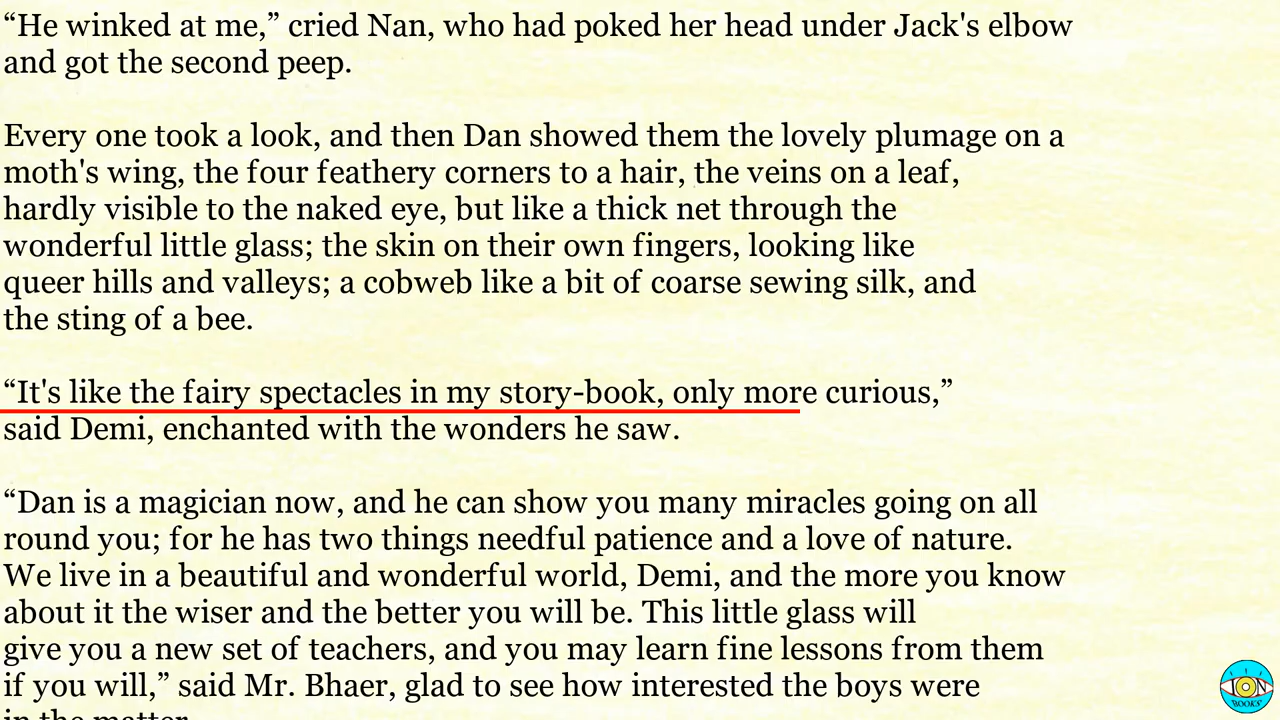 “He winked at me,” cried Nan, who had poked her head under Jack's elbow
and got the second peep.
Every one took a look, and then Dan showed them the lovely plumage on a
moth's wing, the four feathery corners to a hair, the veins on a leaf,
hardly visible to the naked eye, but like a thick net through the
wonderful little glass; the skin on their own fingers, looking like
queer hills and valleys; a cobweb like a bit of coarse sewing silk, and
the sting of a bee.
“It's like the fairy spectacles in my story-book, only more curious,”
said Demi, enchanted with the wonders he saw.
“Dan is a magician now, and he can show you many miracles going on all
round you; for he has two things needful patience and a love of nature.
We live in a beautiful and wonderful world, Demi, and the more you know
about it the wiser and the better you will be. This little glass will
give you a new set of teachers, and you may learn fine lessons from them
if you will,” said Mr. Bhaer, glad to see how interested the boys were
in the matter.
ION
BOOKS